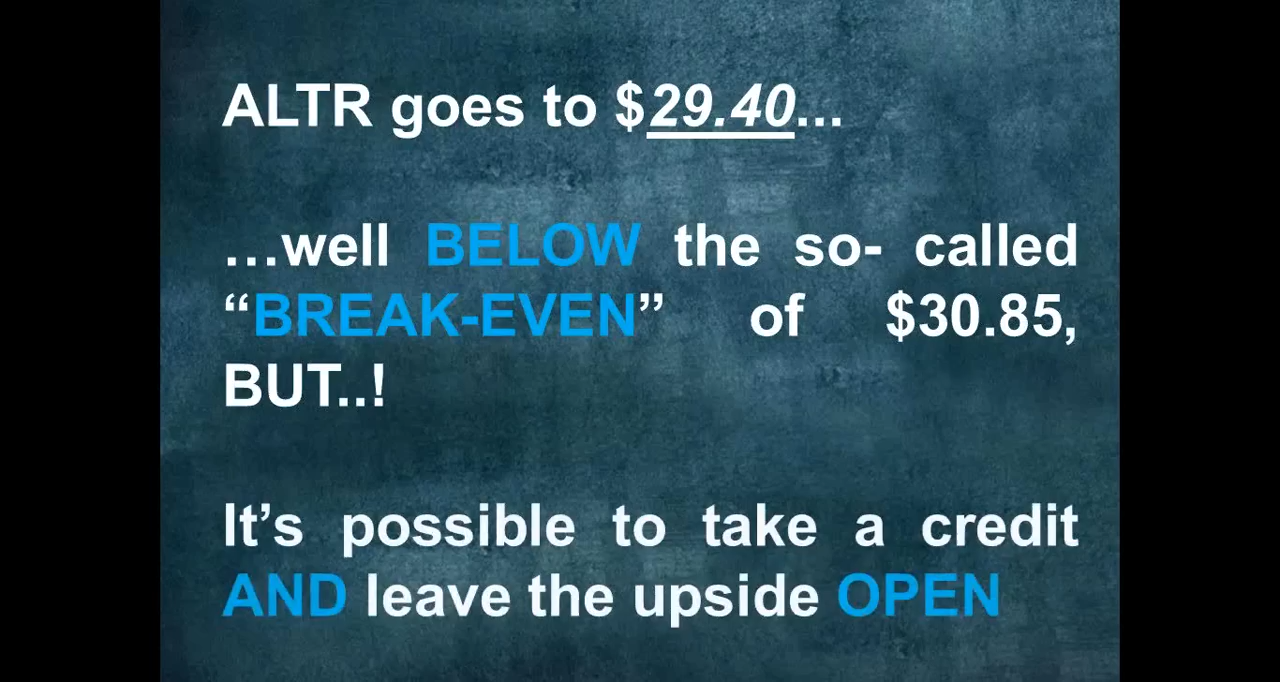 ALTR goes to $29.40...
...well BELOW the so- called
“BREAK-EVEN” of $30.85,
BUT..!
It’s possible to take a credit
AND leave the upside OPEN